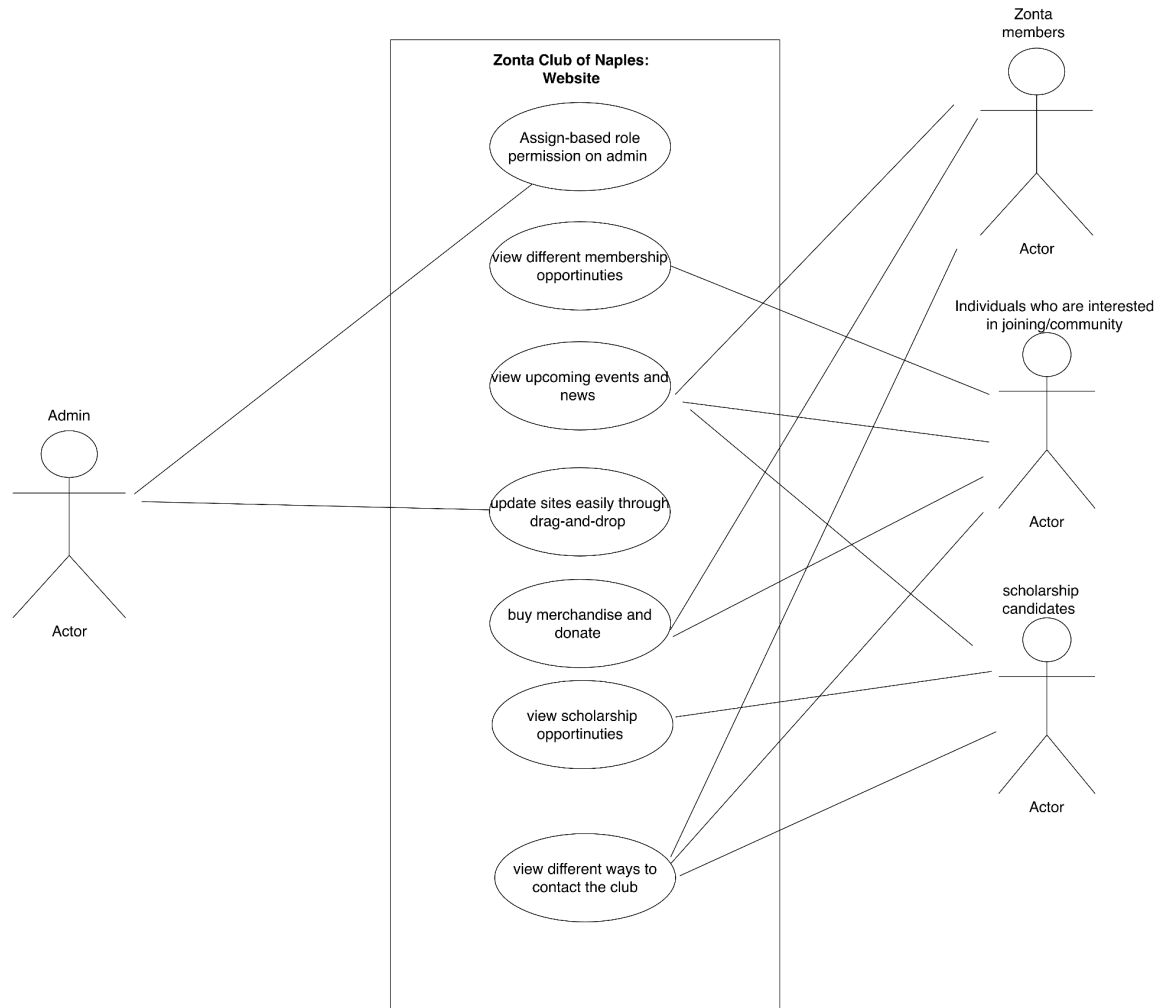 Zonta
members
Zonta Club of Naples:
Website
Assign-based role
permission on admin
view different membership
opportinuties
Actor
Individuals who are interested
in joining/community
view upcoming events and
news
Admin
update sites easily through
drag-and-drop
Actor
scholarship
candidates
buy merchandise and
donate
Actor
view scholarship
opportinuties
Actor
view different ways to
contact the club